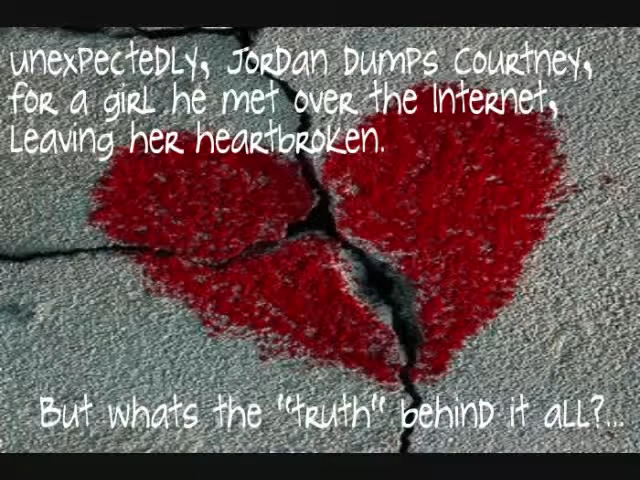 unexpectedly, Jordan Dumps Courtney,
for a girl he met over the Internet,
Leaving her heartbroken.
But whats the "truth" behind it all?...